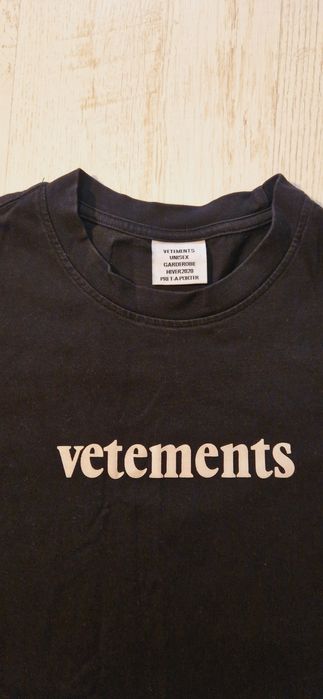 VETEMENTS
UNISEX
GARDEROBE
HIVER2020
PRET-A-PORTER
vetements